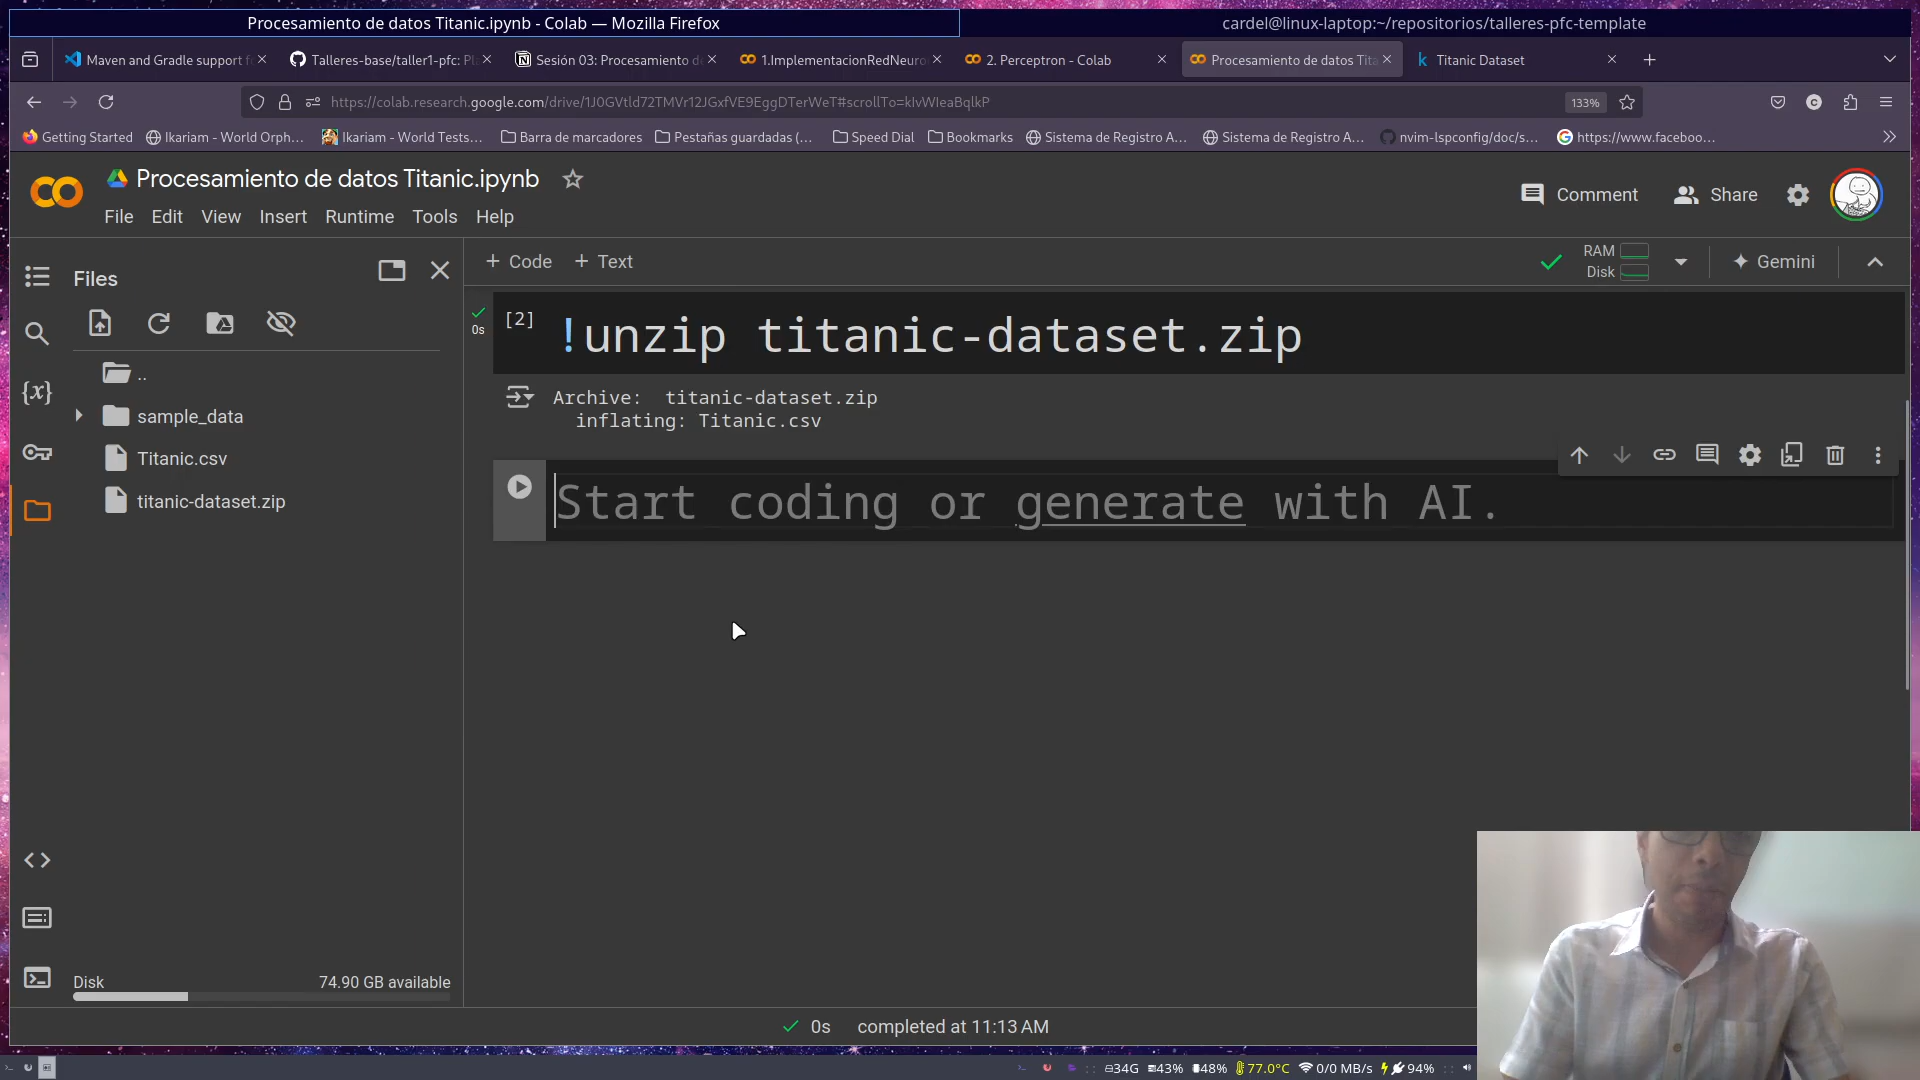 Procesamiento de datos Titanic.ipynb - Colab — Mozilla Firefox
cardel@linux-laptop:~/repositorios/talleres-pfc-template
Maven and Gradle support f
Talleres-base/taller1-pfc: Pl
Sesión 03: Procesamiento d
1.ImplementacionRedNeuro
2. Perceptron - Colab
Procesamiento de datos Tita
Titanic Dataset
https://colab.research.google.com/drive/1J0GVtld72TMVr12JGxfVE9EggDTerWeT#scrollTo=kIvWIeaBqlkP
133%
Getting Started
Ikariam - World Orph...
Ikariam - World Tests...
Barra de marcadores
Pestañas guardadas (...
Speed Dial
Bookmarks
Sistema de Registro A...
Sistema de Registro A...
nvim-lspconfig/doc/s...
https://www.faceboo...
Procesamiento de datos Titanic.ipynb
File Edit View Insert Runtime Tools Help
Comment
Share
Files
+ Code + Text
RAM
Disk
Gemini
..
sample_data
Titanic.csv
titanic-dataset.zip
0s
[2]
!unzip titanic-dataset.zip
Archive: titanic-dataset.zip
inflating: Titanic.csv
Start coding or generate with AI.
Disk
74.90 GB available
0s completed at 11:13 AM
34G
43%
48%
77.0°C
0/0 MB/s
94%